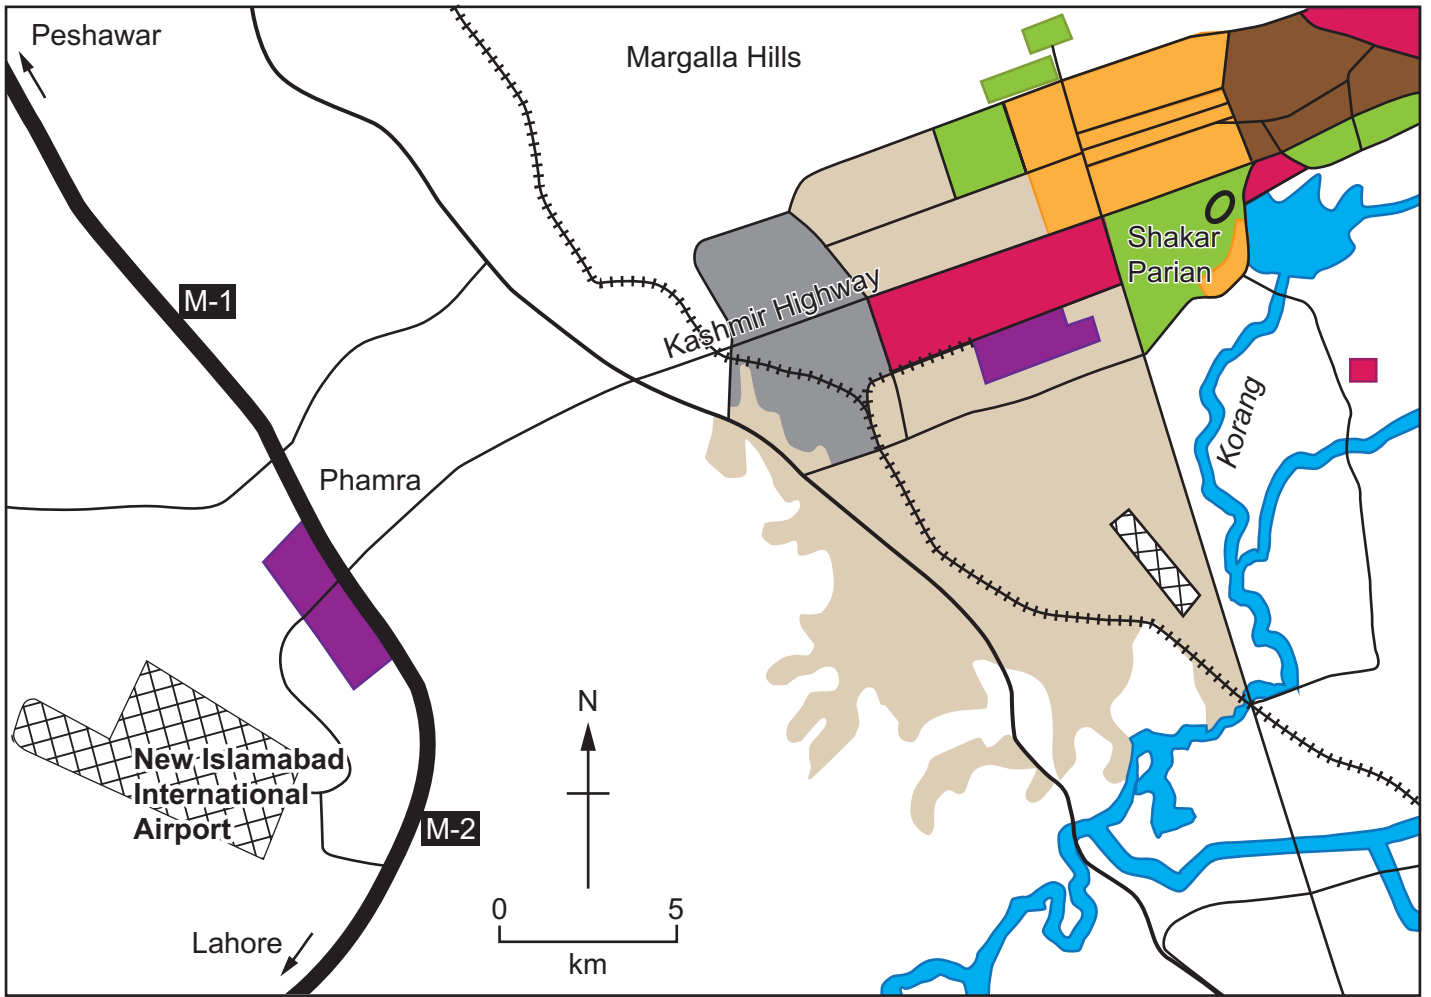 Peshawar
Margalla Hills
Shakar
Parian
M-1
Kashmir Highway
Korang
Phamra
N
New Islamabad
International
Airport
M-2
0 5
km
Lahore